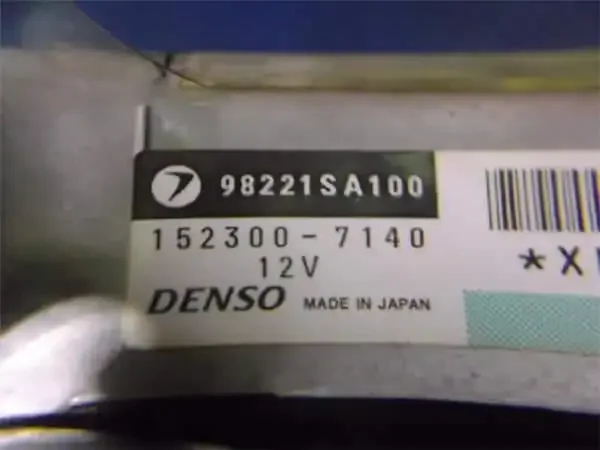 98221SA100
152300-7140
12V
DENSO MADE IN JAPAN
*X